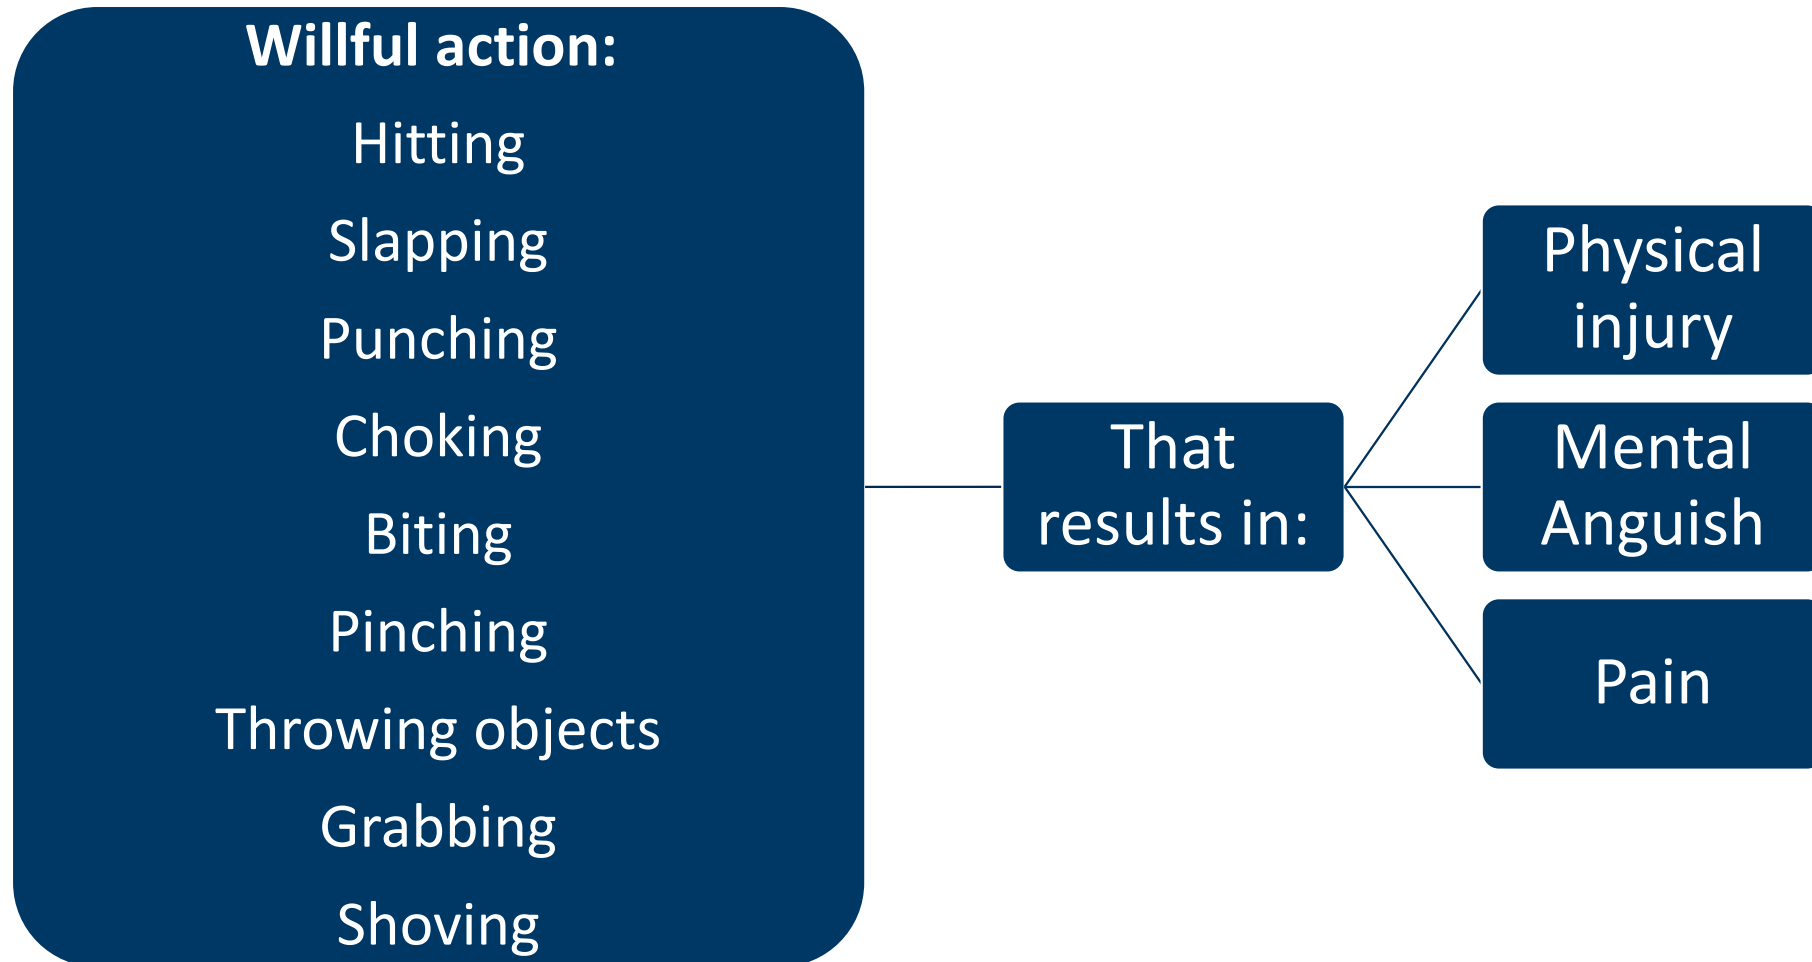 Willful action:
Hitting
Slapping
Punching
Choking
Biting
Pinching
Throwing objects
Grabbing
Shoving
That
results in:
Physical
injury
Mental
Anguish
Pain